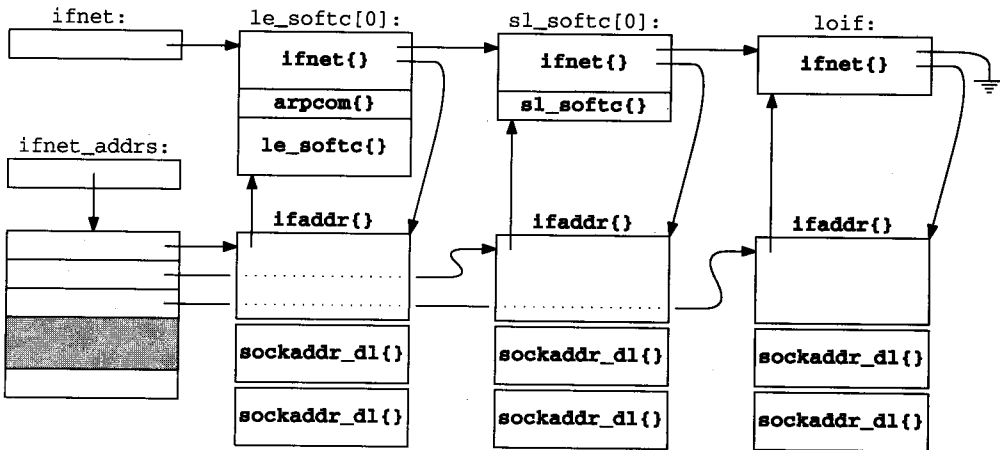 ifnet:
le_softc[0]:
sl_softc[0]:
loif:
ifnet{}
ifnet{}
ifnet{}
arpcom{}
sl_softc{}
le_softc{}
ifnet_addrs:
ifaddr{}
ifaddr{}
ifaddr{}
sockaddr_dl{}
sockaddr_dl{}
sockaddr_dl{}
sockaddr_dl{}
sockaddr_dl{}
sockaddr_dl{}